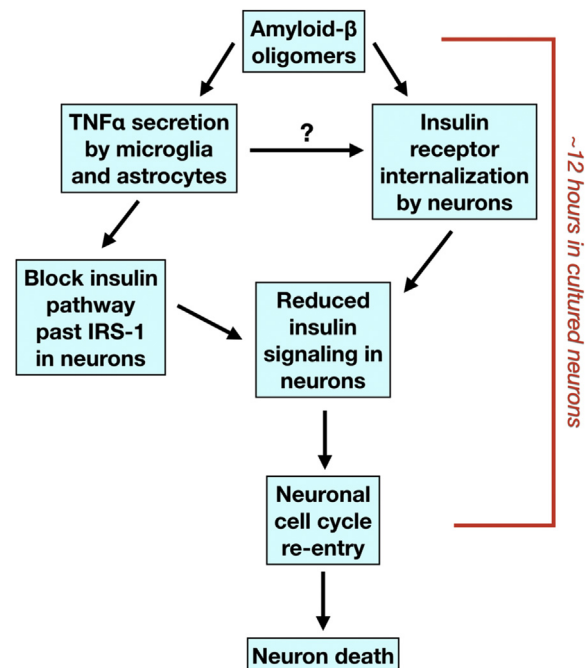 Amyloid-β
oligomers
TNFα secretion
by microglia
and astrocytes
?
Insulin
receptor
internalization
by neurons
Block insulin
pathway
past IRS-1
in neurons
Reduced
insulin
signaling in
neurons
Neuronal
cell cycle
re-entry
Neuron death
~12 hours in cultured neurons